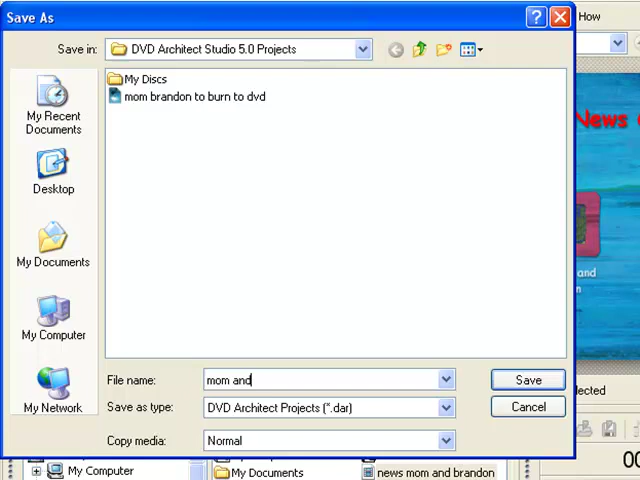 Save As
How
Save in:
DVD Architect Studio 5.0 Projects
My Discs
mom brandon to burn to dvd
My Recent
Documents
Desktop
My Documents
My Computer
My Network
News
and
n
File name:
mom and
Save
Save as type:
DVD Architect Projects (*.dar)
Cancel
lected
Copy media:
Normal
My Computer
My Documents
news mom and brandon
00